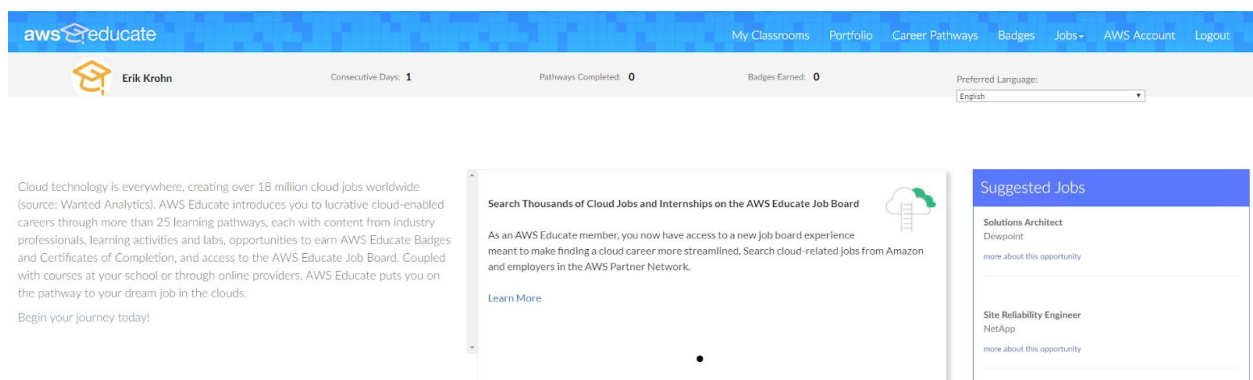 aws educate
My Classrooms Portfolio Career Pathways Badges Jobs AWS Account Logout
Erik Krohn
Consecutive Days: 1
Pathways Completed: 0
Badges Earned: 0
Preferred Language:
English
Cloud technology is everywhere, creating over 18 million cloud jobs worldwide
(source: Wanted Analytics). AWS Educate introduces you to lucrative cloud-enabled
careers through more than 25 learning pathways, each with content from industry
professionals, learning activities and labs, opportunities to earn AWS Educate Badges
and Certificates of Completion, and access to the AWS Educate Job Board. Coupled
with courses at your school or through online providers, AWS Educate puts you on
the pathway to your dream job in the clouds.
Begin your journey today!
Search Thousands of Cloud Jobs and Internships on the AWS Educate Job Board
As an AWS Educate member, you now have access to a new job board experience
meant to make finding a cloud career more streamlined. Search cloud-related jobs from Amazon
and employers in the AWS Partner Network.
Learn More
Suggested Jobs
Solutions Architect
Dewpoint
more about this opportunity
Site Reliability Engineer
NetApp
more about this opportunity